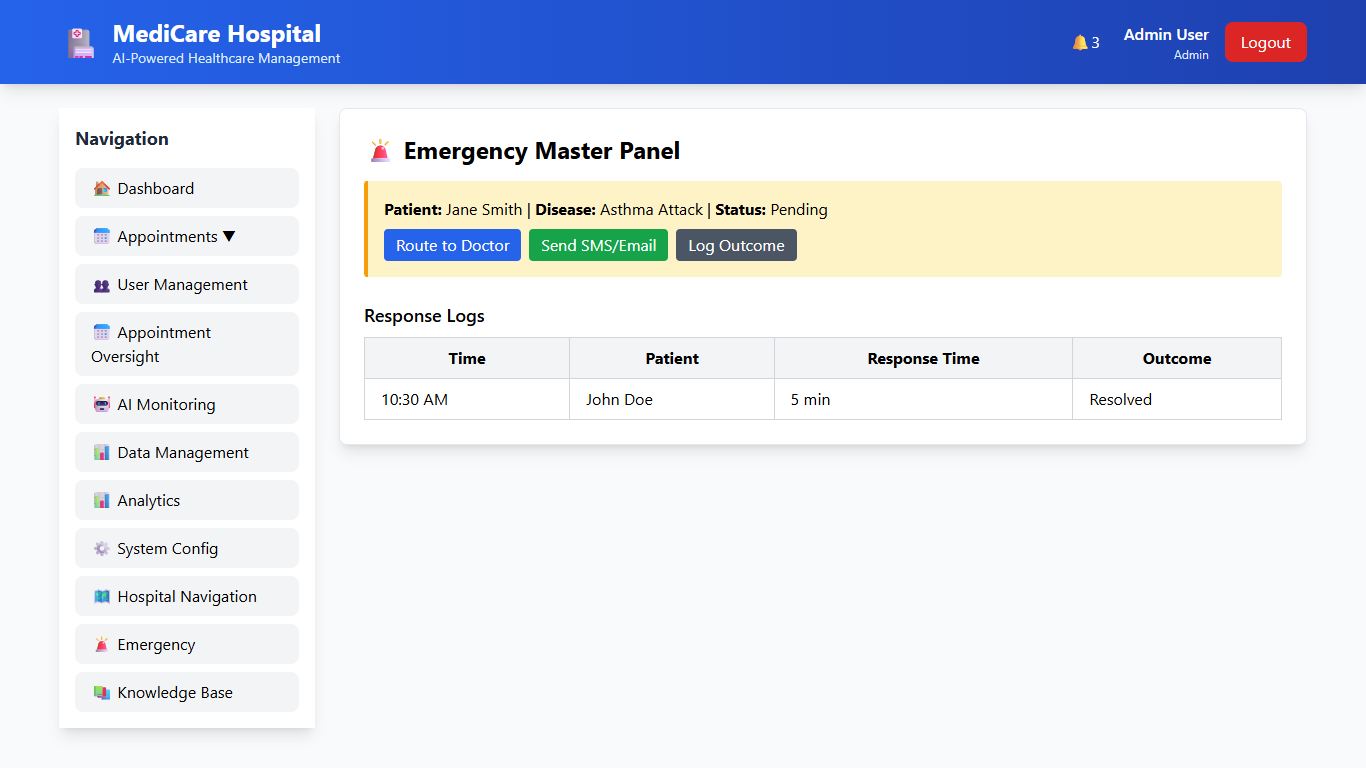 MediCare Hospital
AI-Powered Healthcare Management
3
Admin User
Admin
Logout
Navigation
Dashboard
Appointments ▼
User Management
Appointment
Oversight
AI Monitoring
Data Management
Analytics
System Config
Hospital Navigation
Emergency
Knowledge Base
Emergency Master Panel
Patient: Jane Smith | Disease: Asthma Attack | Status: Pending
Route to Doctor Send SMS/Email Log Outcome
Response Logs
Time Patient Response Time Outcome
10:30 AM John Doe 5 min Resolved